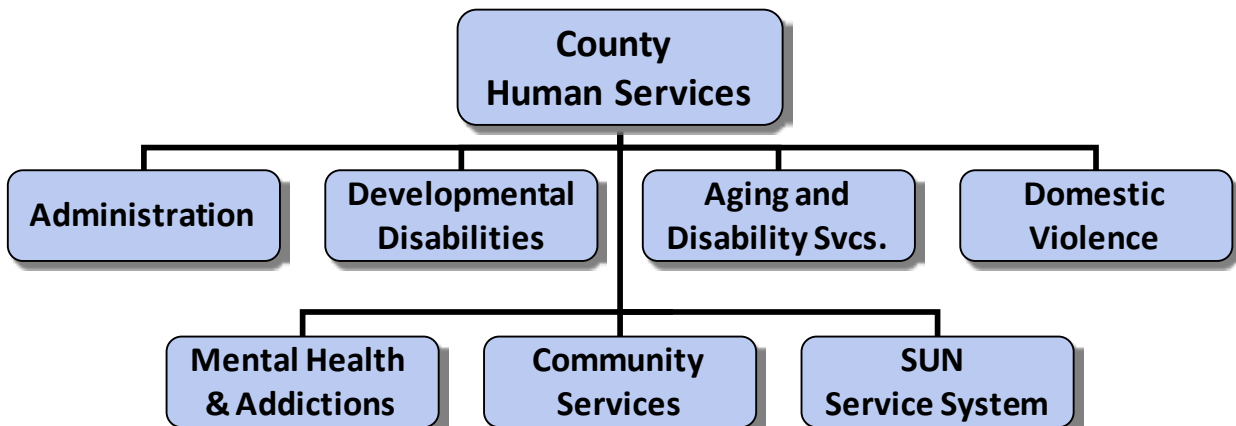 County
Human Services
Administration
Developmental
Disabilities
Aging and
Disability Svcs.
Domestic
Violence
Mental Health
& Addictions
Community
Services
SUN
Service System